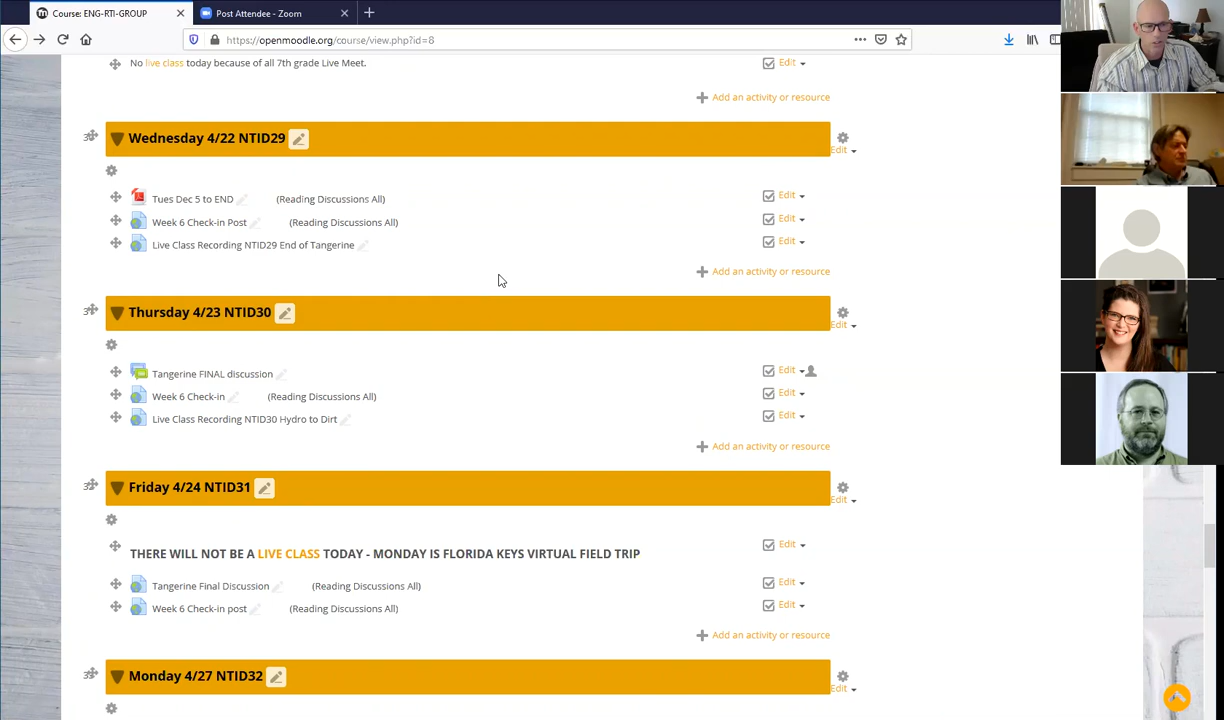 Course: ENG-RTI-GROUP
Post Attendee - Zoom
https://openmoodle.org/course/view.php?id=8
No live class today because of all 7th grade Live Meet.
Edit
Add an activity or resource
Wednesday 4/22 NTID29
Edit
Tues Dec 5 to END (Reading Discussions All)
Edit
Week 6 Check-in Post (Reading Discussions All)
Edit
Live Class Recording NTID29 End of Tangerine
Edit
Add an activity or resource
Thursday 4/23 NTID30
Edit
Tangerine FINAL discussion
Edit
Week 6 Check-in (Reading Discussions All)
Edit
Live Class Recording NTID30 Hydro to Dirt
Edit
Add an activity or resource
Friday 4/24 NTID31
Edit
THERE WILL NOT BE A LIVE CLASS TODAY - MONDAY IS FLORIDA KEYS VIRTUAL FIELD TRIP
Edit
Tangerine Final Discussion (Reading Discussions All)
Edit
Week 6 Check-in post (Reading Discussions All)
Edit
Add an activity or resource
Monday 4/27 NTID32
Edit